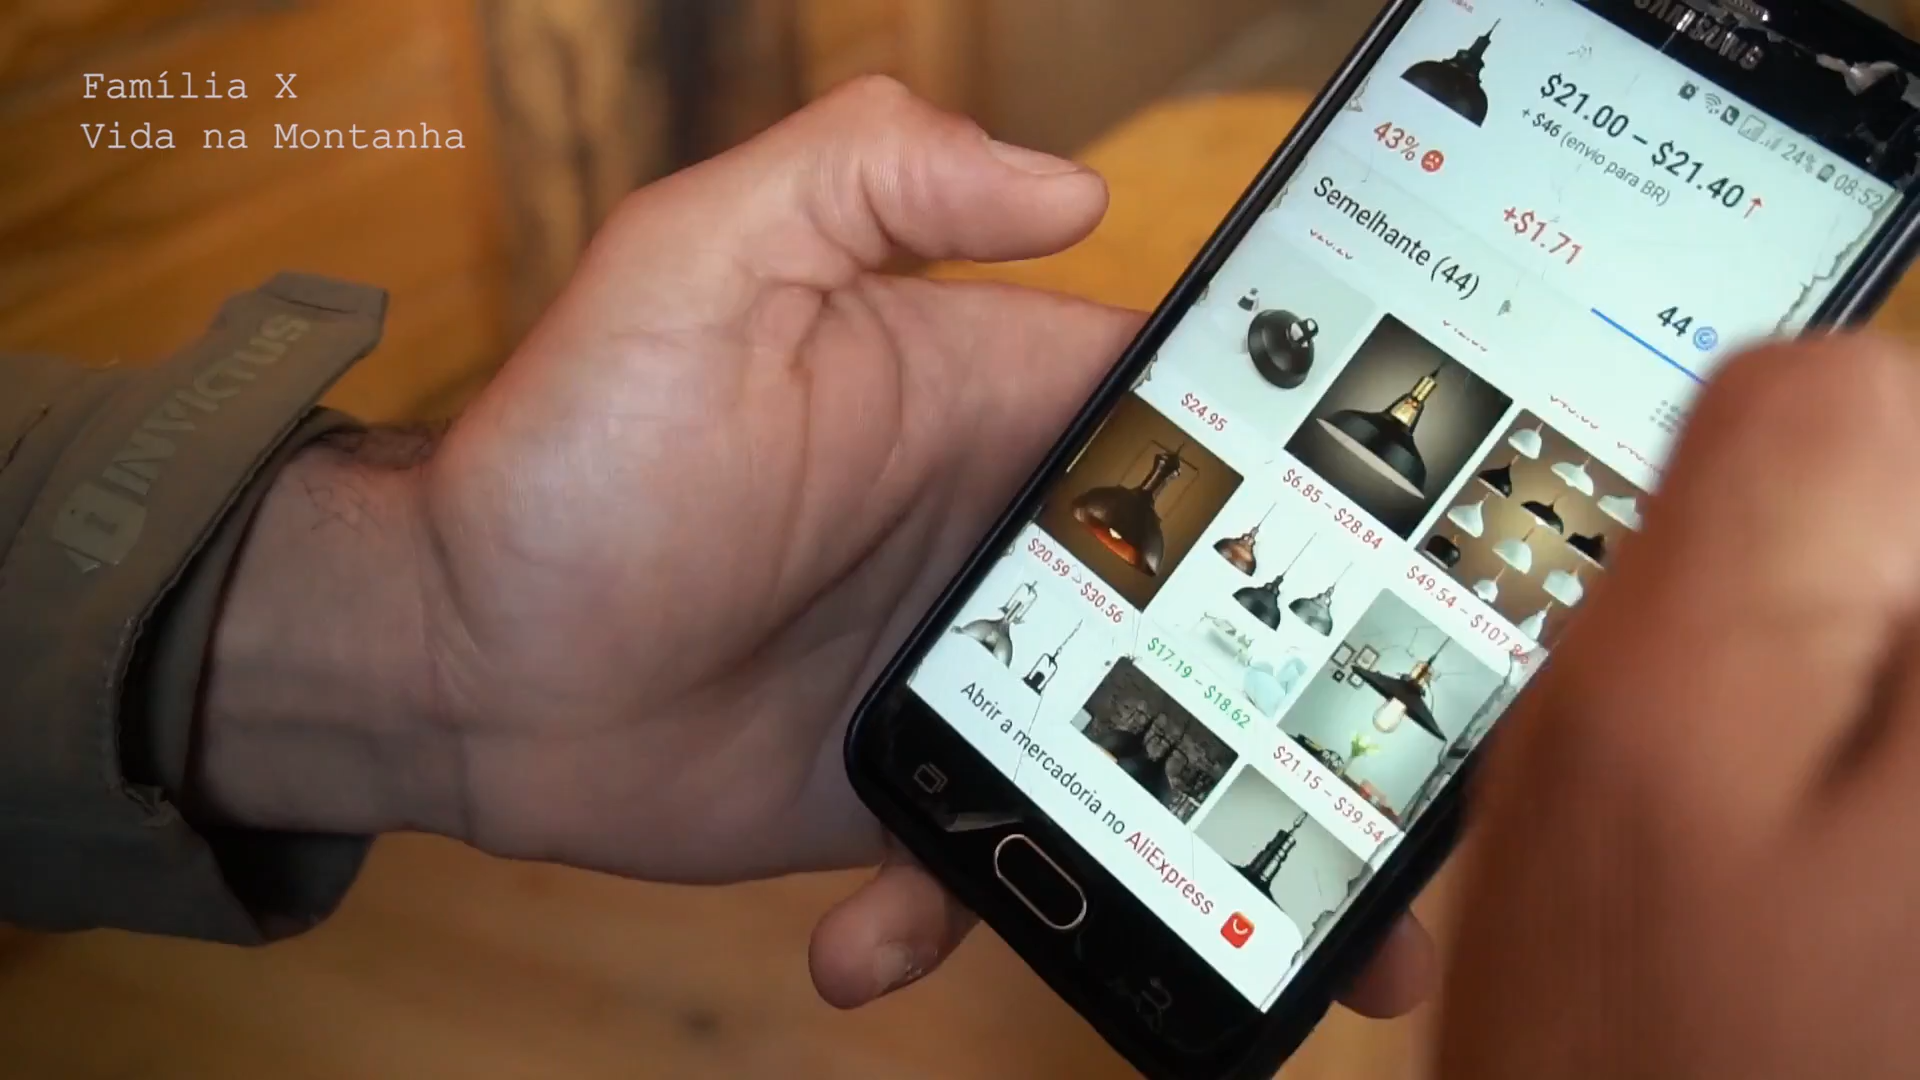 Família X
Vida na Montanha
SAMSUNG
24% 08:52
$21.00 – $21.40 ↑
+ $46 (envio para BR)
43%
+$1.71
Semelhante (44)
44
$24.95
$6.85 – $28.84
$49.54 – $107.8
$20.59 – $30.56
$17.19 – $18.62
$21.15 – $39.54
Abrir a mercadoria no AliExpress
INVICTUS